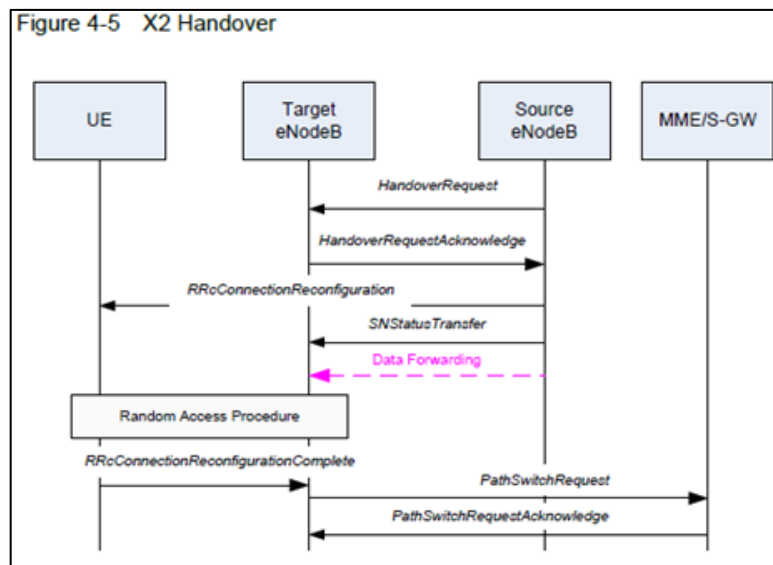 Figure 4-5 X2 Handover
UE
Target
eNodeB
Source
eNodeB
MME/S-GW
HandoverRequest
HandoverRequestAcknowledge
RRcConnectionReconfiguration
SNStatusTransfer
Data Forwarding
Random Access Procedure
RRcConnectionReconfigurationComplete
PathSwitchRequest
PathSwitchRequestAcknowledge